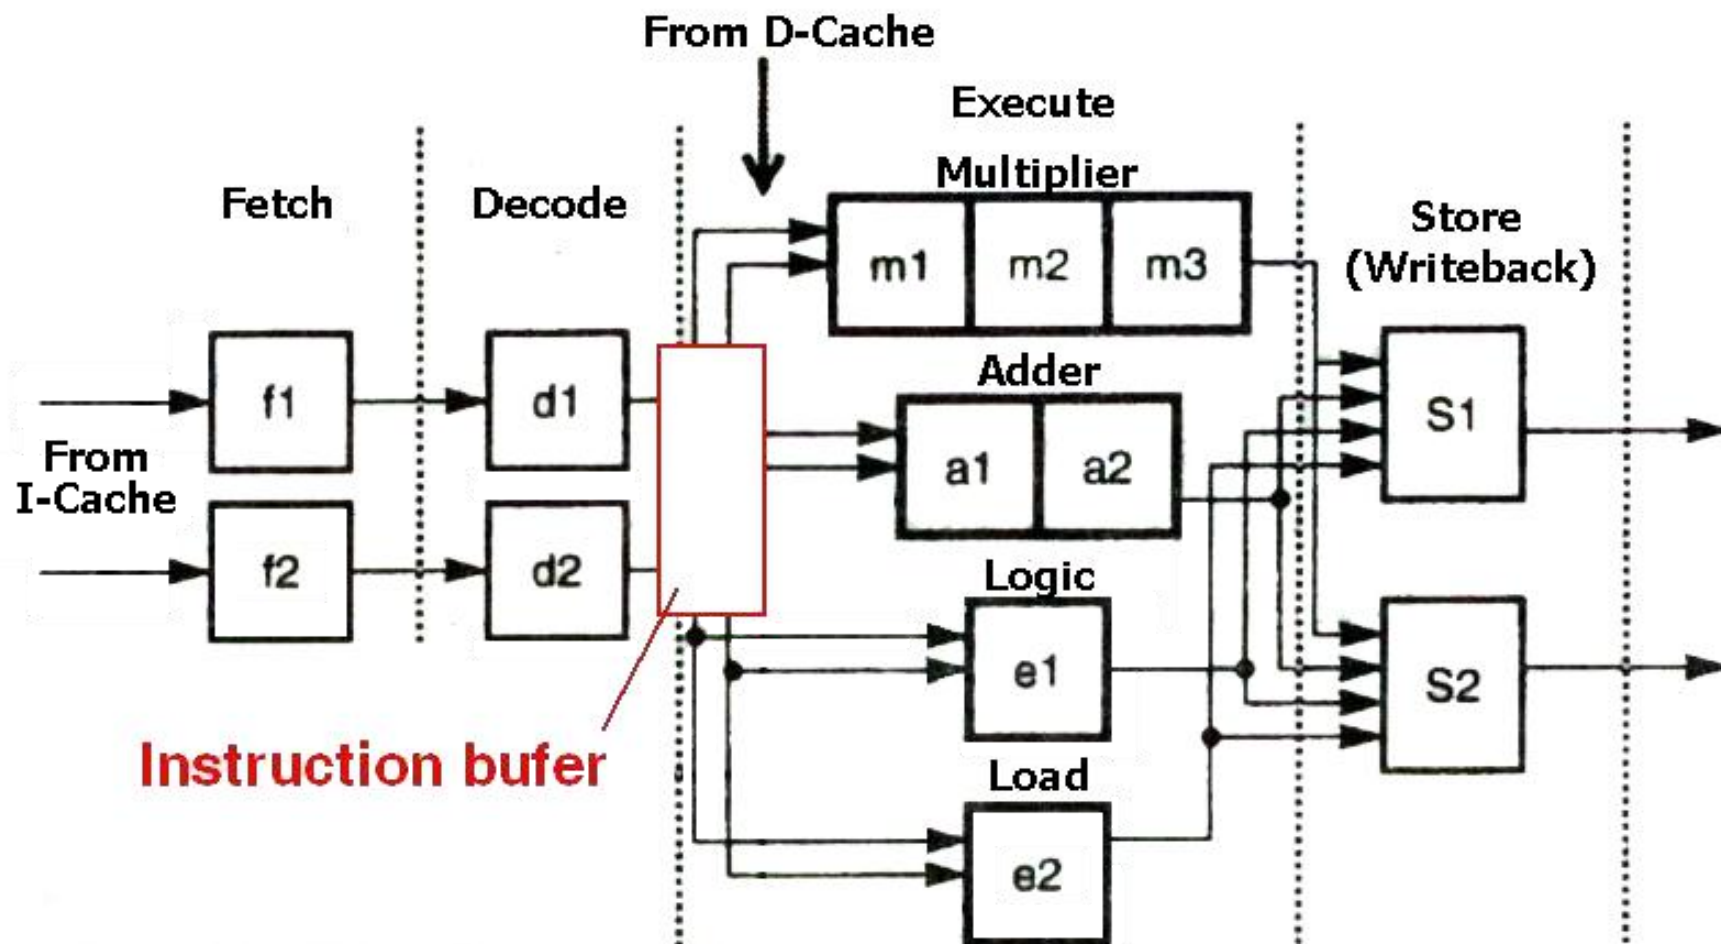 From D-Cache
Execute
Multiplier
Fetch
Decode
m1
m2
m3
Store
(Writeback)
Adder
f1
d1
a1
a2
S1
From
I-Cache
f2
d2
Logic
e1
S2
Instruction bufer
Load
e2